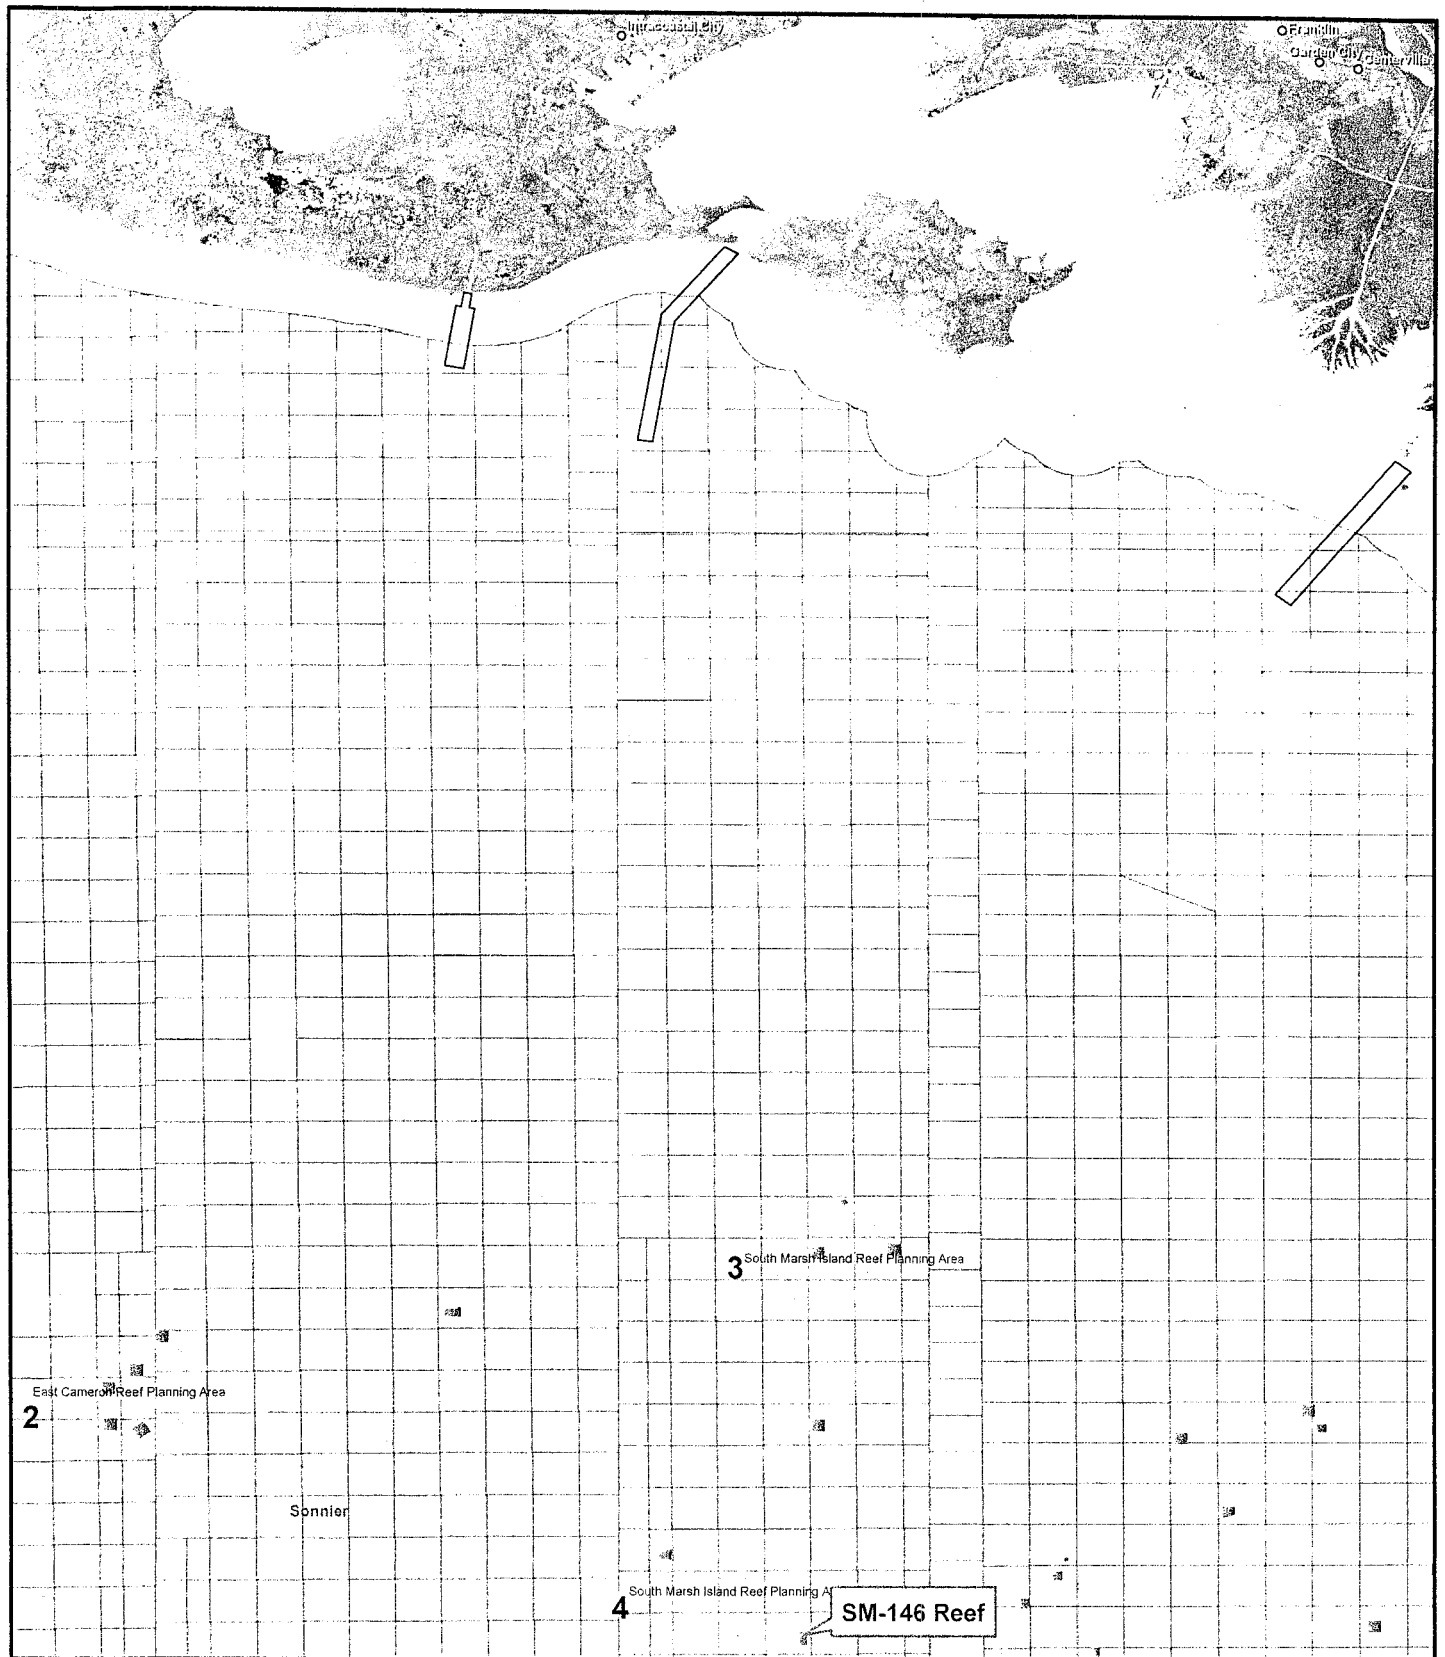 Intracoastal City
Franklin
Garden City
Centerville
3 South Marsh Island Reef Planning Area
East Cameron Reef Planning Area
2
Sonnier
South Marsh Island Reef Planning A
4
SM-146 Reef